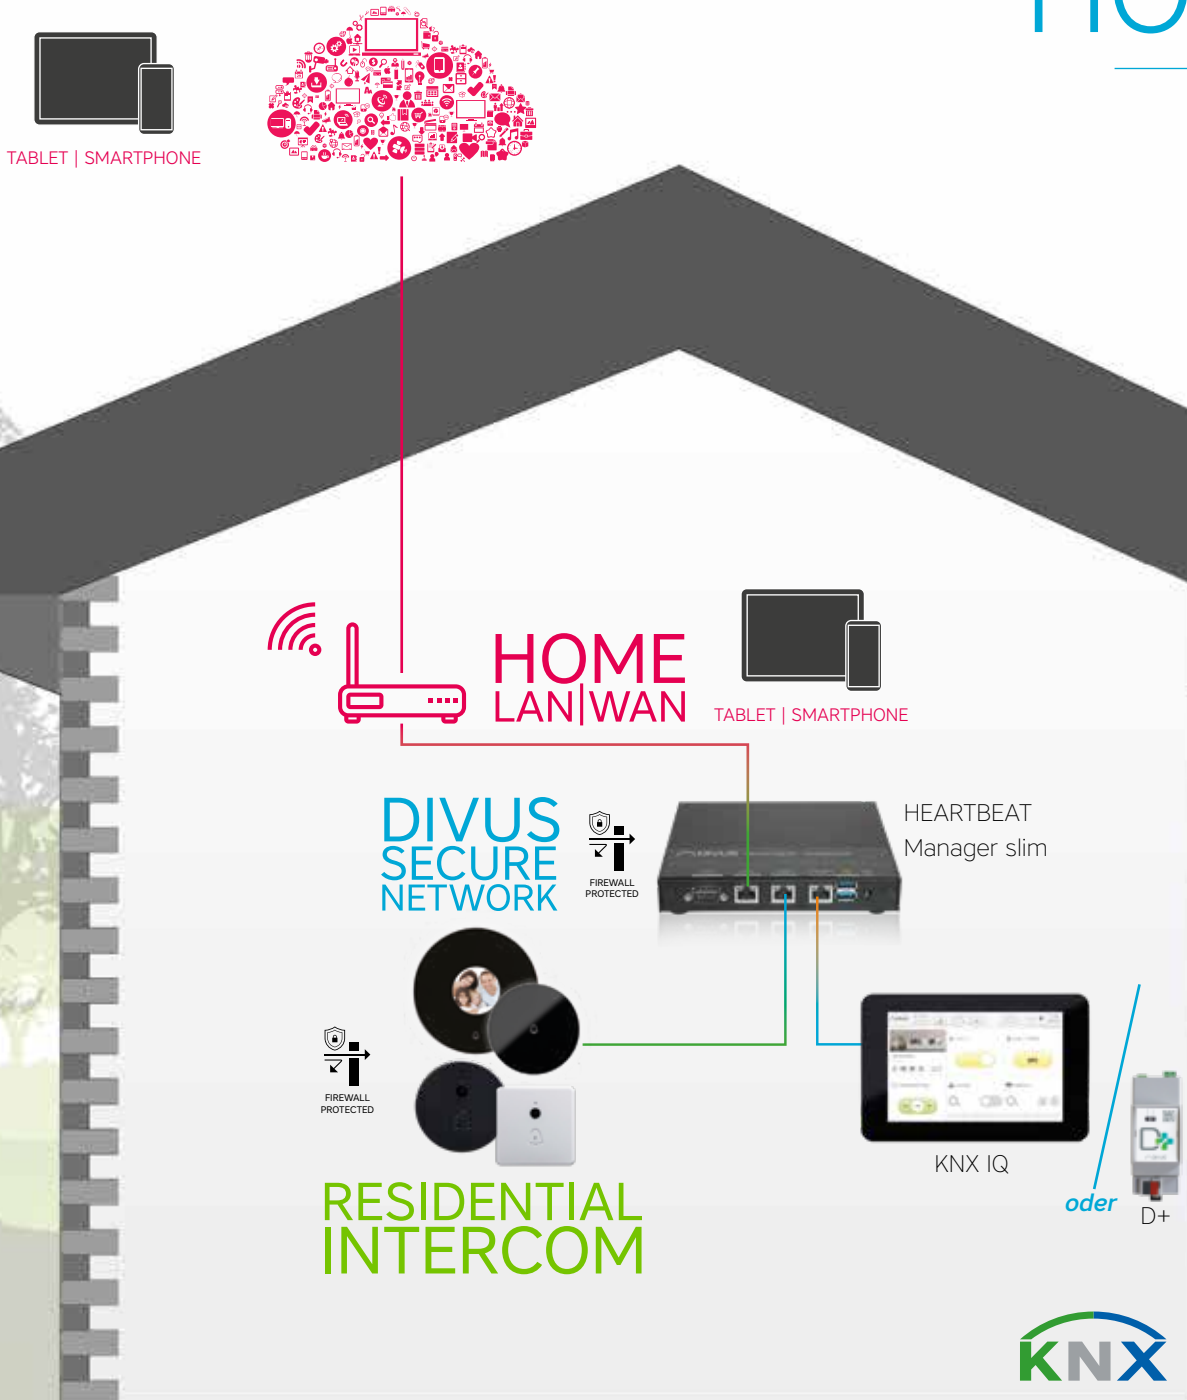 HO
TABLET | SMARTPHONE
HOME
LAN|WAN
TABLET | SMARTPHONE
DIVUS
SECURE
NETWORK
FIREWALL
PROTECTED
HEARTBEAT
Manager slim
FIREWALL
PROTECTED
KNX IQ
oder
D+
D+
RESIDENTIAL
INTERCOM
KNX